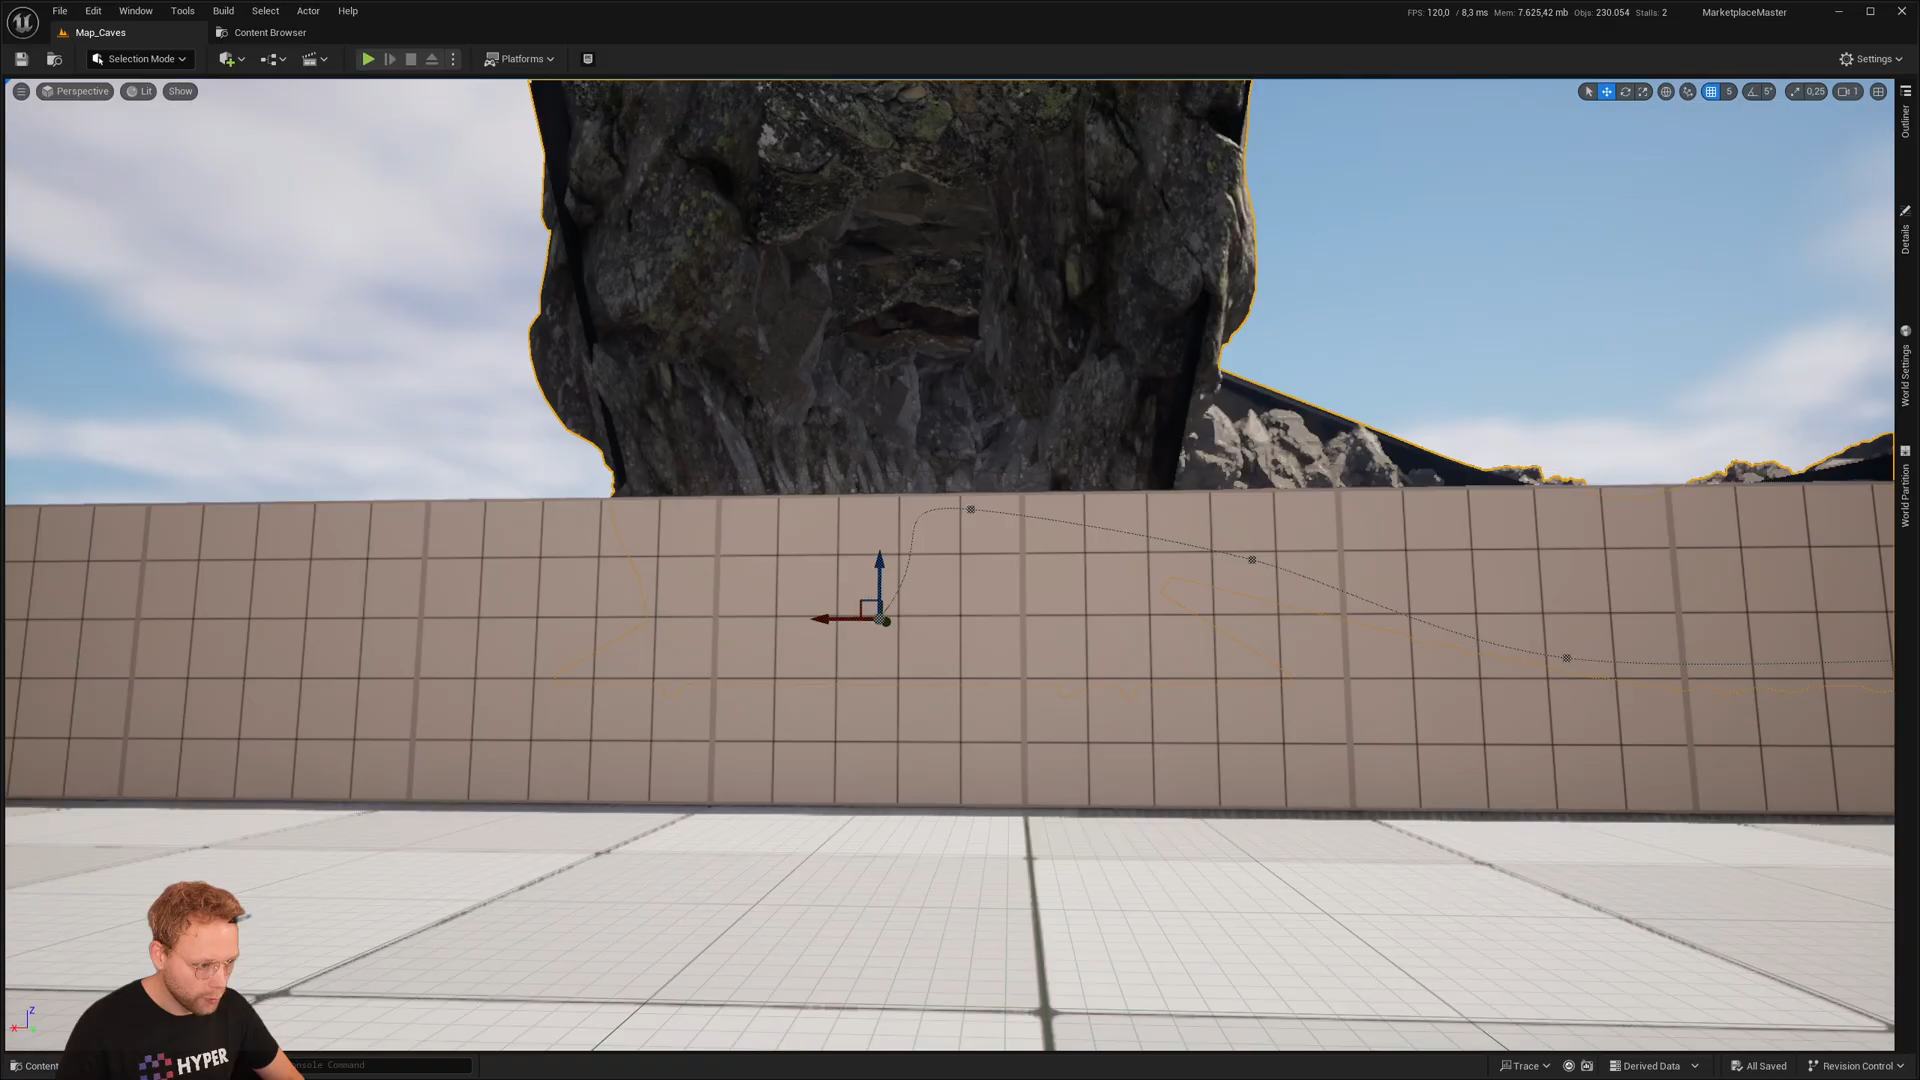 File Edit Window Tools Build Select Actor Help
FPS: 120,0 / 8,3 ms Mem: 7.625,42 mb Objs: 230.054 Stalls: 2 MarketplaceMaster
Map_Caves Content Browser
Selection Mode Platforms Settings
Perspective Lit Show 5 5° 0,25 1
Outliner
Details
World Settings
World Partition
Z
X
HYPER
Content nsole Command Trace Derived Data All Saved Revision Control